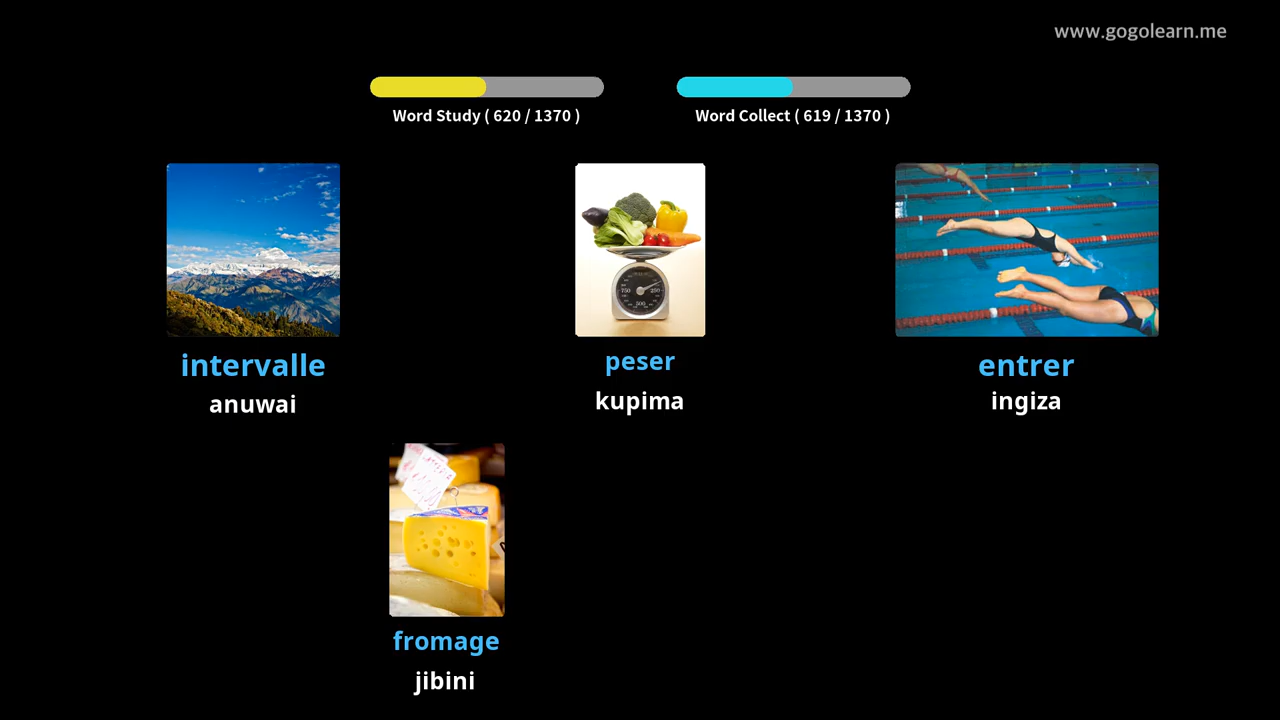 www.gogolearn.me
Word Study ( 620 / 1370 )
Word Collect ( 619 / 1370 )
intervalle
peser
entrer
anuwai
kupima
ingiza
fromage
jibini